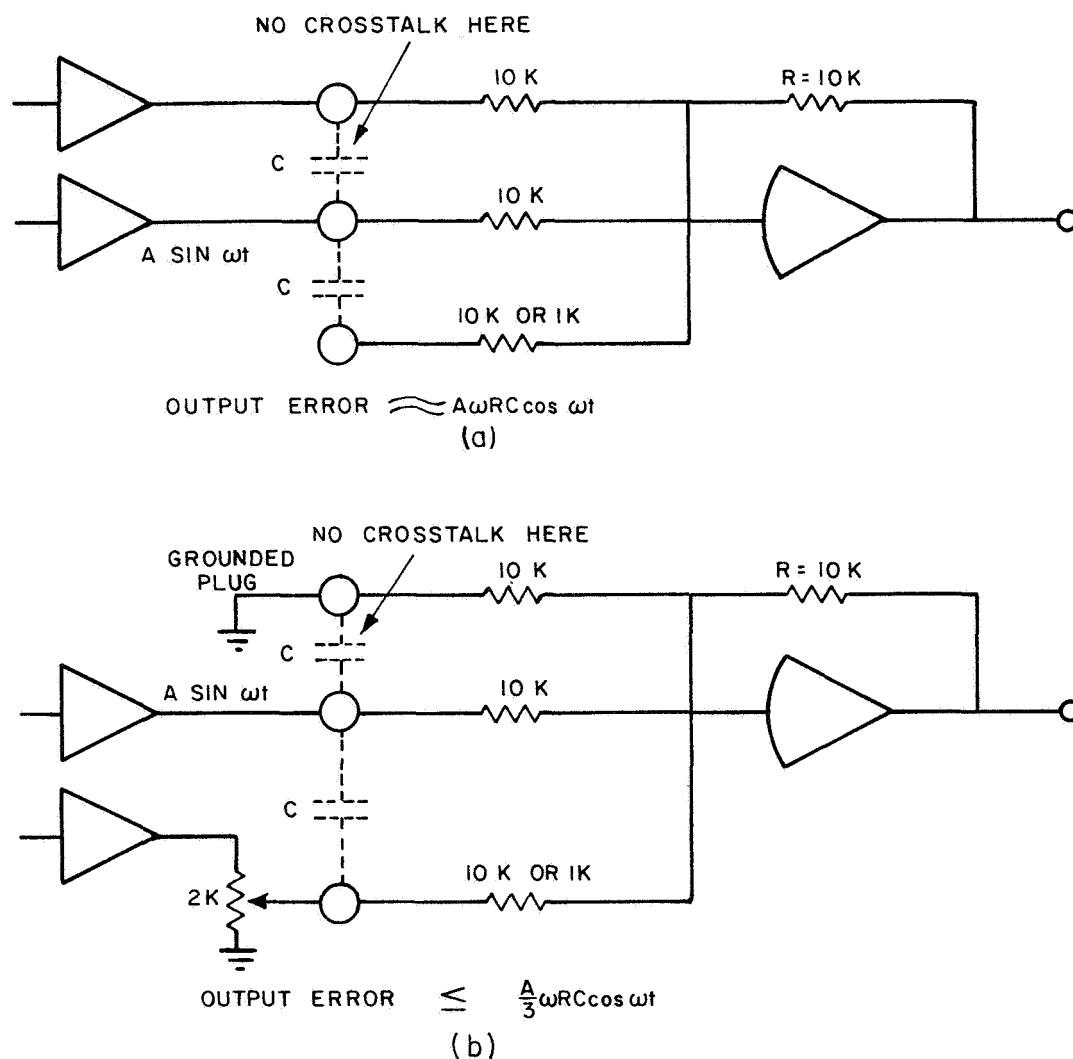 NO CROSSTALK HERE
10 K
R = 10 K
C
10 K
A SIN ωt
C
10 K OR 1K
OUTPUT ERROR ≈ AωRC cos ωt
(a)
NO CROSSTALK HERE
GROUNDED
PLUG
10 K
R = 10 K
C
A SIN ωt
10 K
C
10 K OR 1K
2K
OUTPUT ERROR ≦ A/3 ωRC cos ωt
(b)